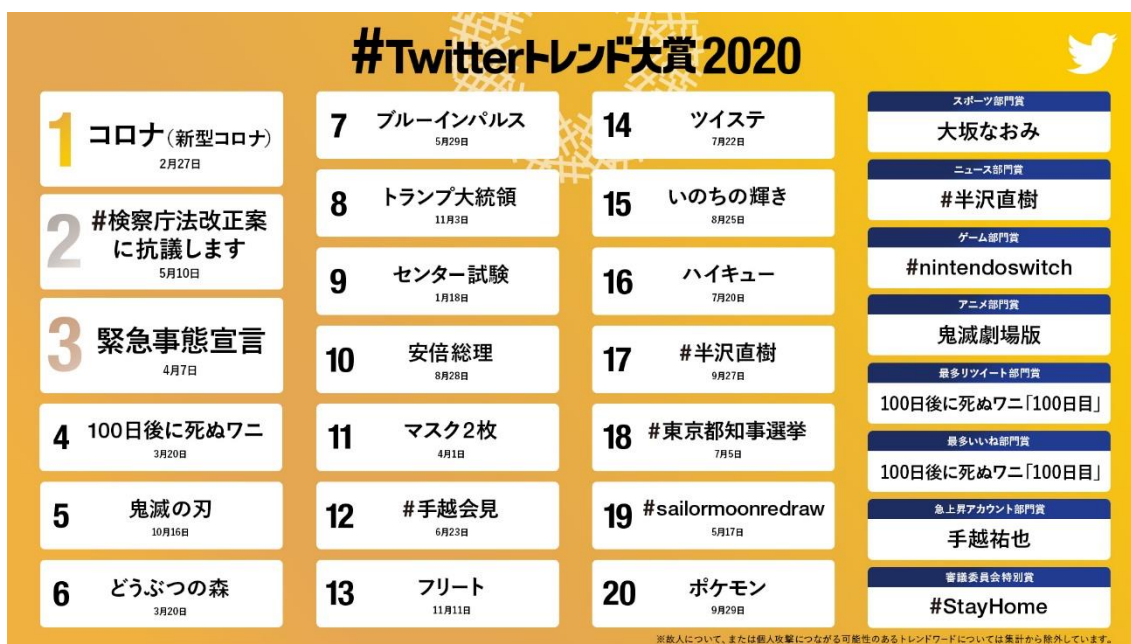 #Twitterトレンド大賞2020
1
コロナ(新型コロナ)
2月27日
2
#検察庁法改正案
に抗議します
5月10日
3
緊急事態宣言
4月7日
4
100日後に死ぬワニ
3月20日
5
鬼滅の刃
10月16日
6
どうぶつの森
3月20日
7
ブルーインパルス
5月29日
8
トランプ大統領
11月3日
9
センター試験
1月18日
10
安倍総理
8月28日
11
マスク2枚
4月1日
12
#手越会見
6月23日
13
フリート
11月11日
14
ツイステ
7月22日
15
いのちの輝き
8月25日
16
ハイキュー
7月20日
17
#半沢直樹
9月27日
18
#東京都知事選挙
7月5日
19
#sailormoonredraw
5月17日
20
ポケモン
9月29日
スポーツ部門賞
大坂なおみ
ニュース部門賞
#半沢直樹
ゲーム部門賞
#nintendoswitch
アニメ部門賞
鬼滅劇場版
最多リツイート部門賞
100日後に死ぬワニ「100日目」
最多いいね部門賞
100日後に死ぬワニ「100日目」
急上昇アカウント部門賞
手越祐也
審議委員会特別賞
#StayHome
※故人について、または個人攻撃につながる可能性のあるトレンドワードについては集計から除外しています。